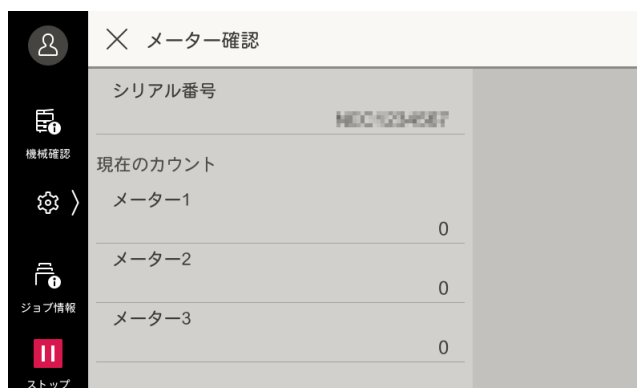 メーター確認
シリアル番号
現在のカウント
メーター1
0
メーター2
0
メーター3
0
機械確認
ジョブ情報
ストップ